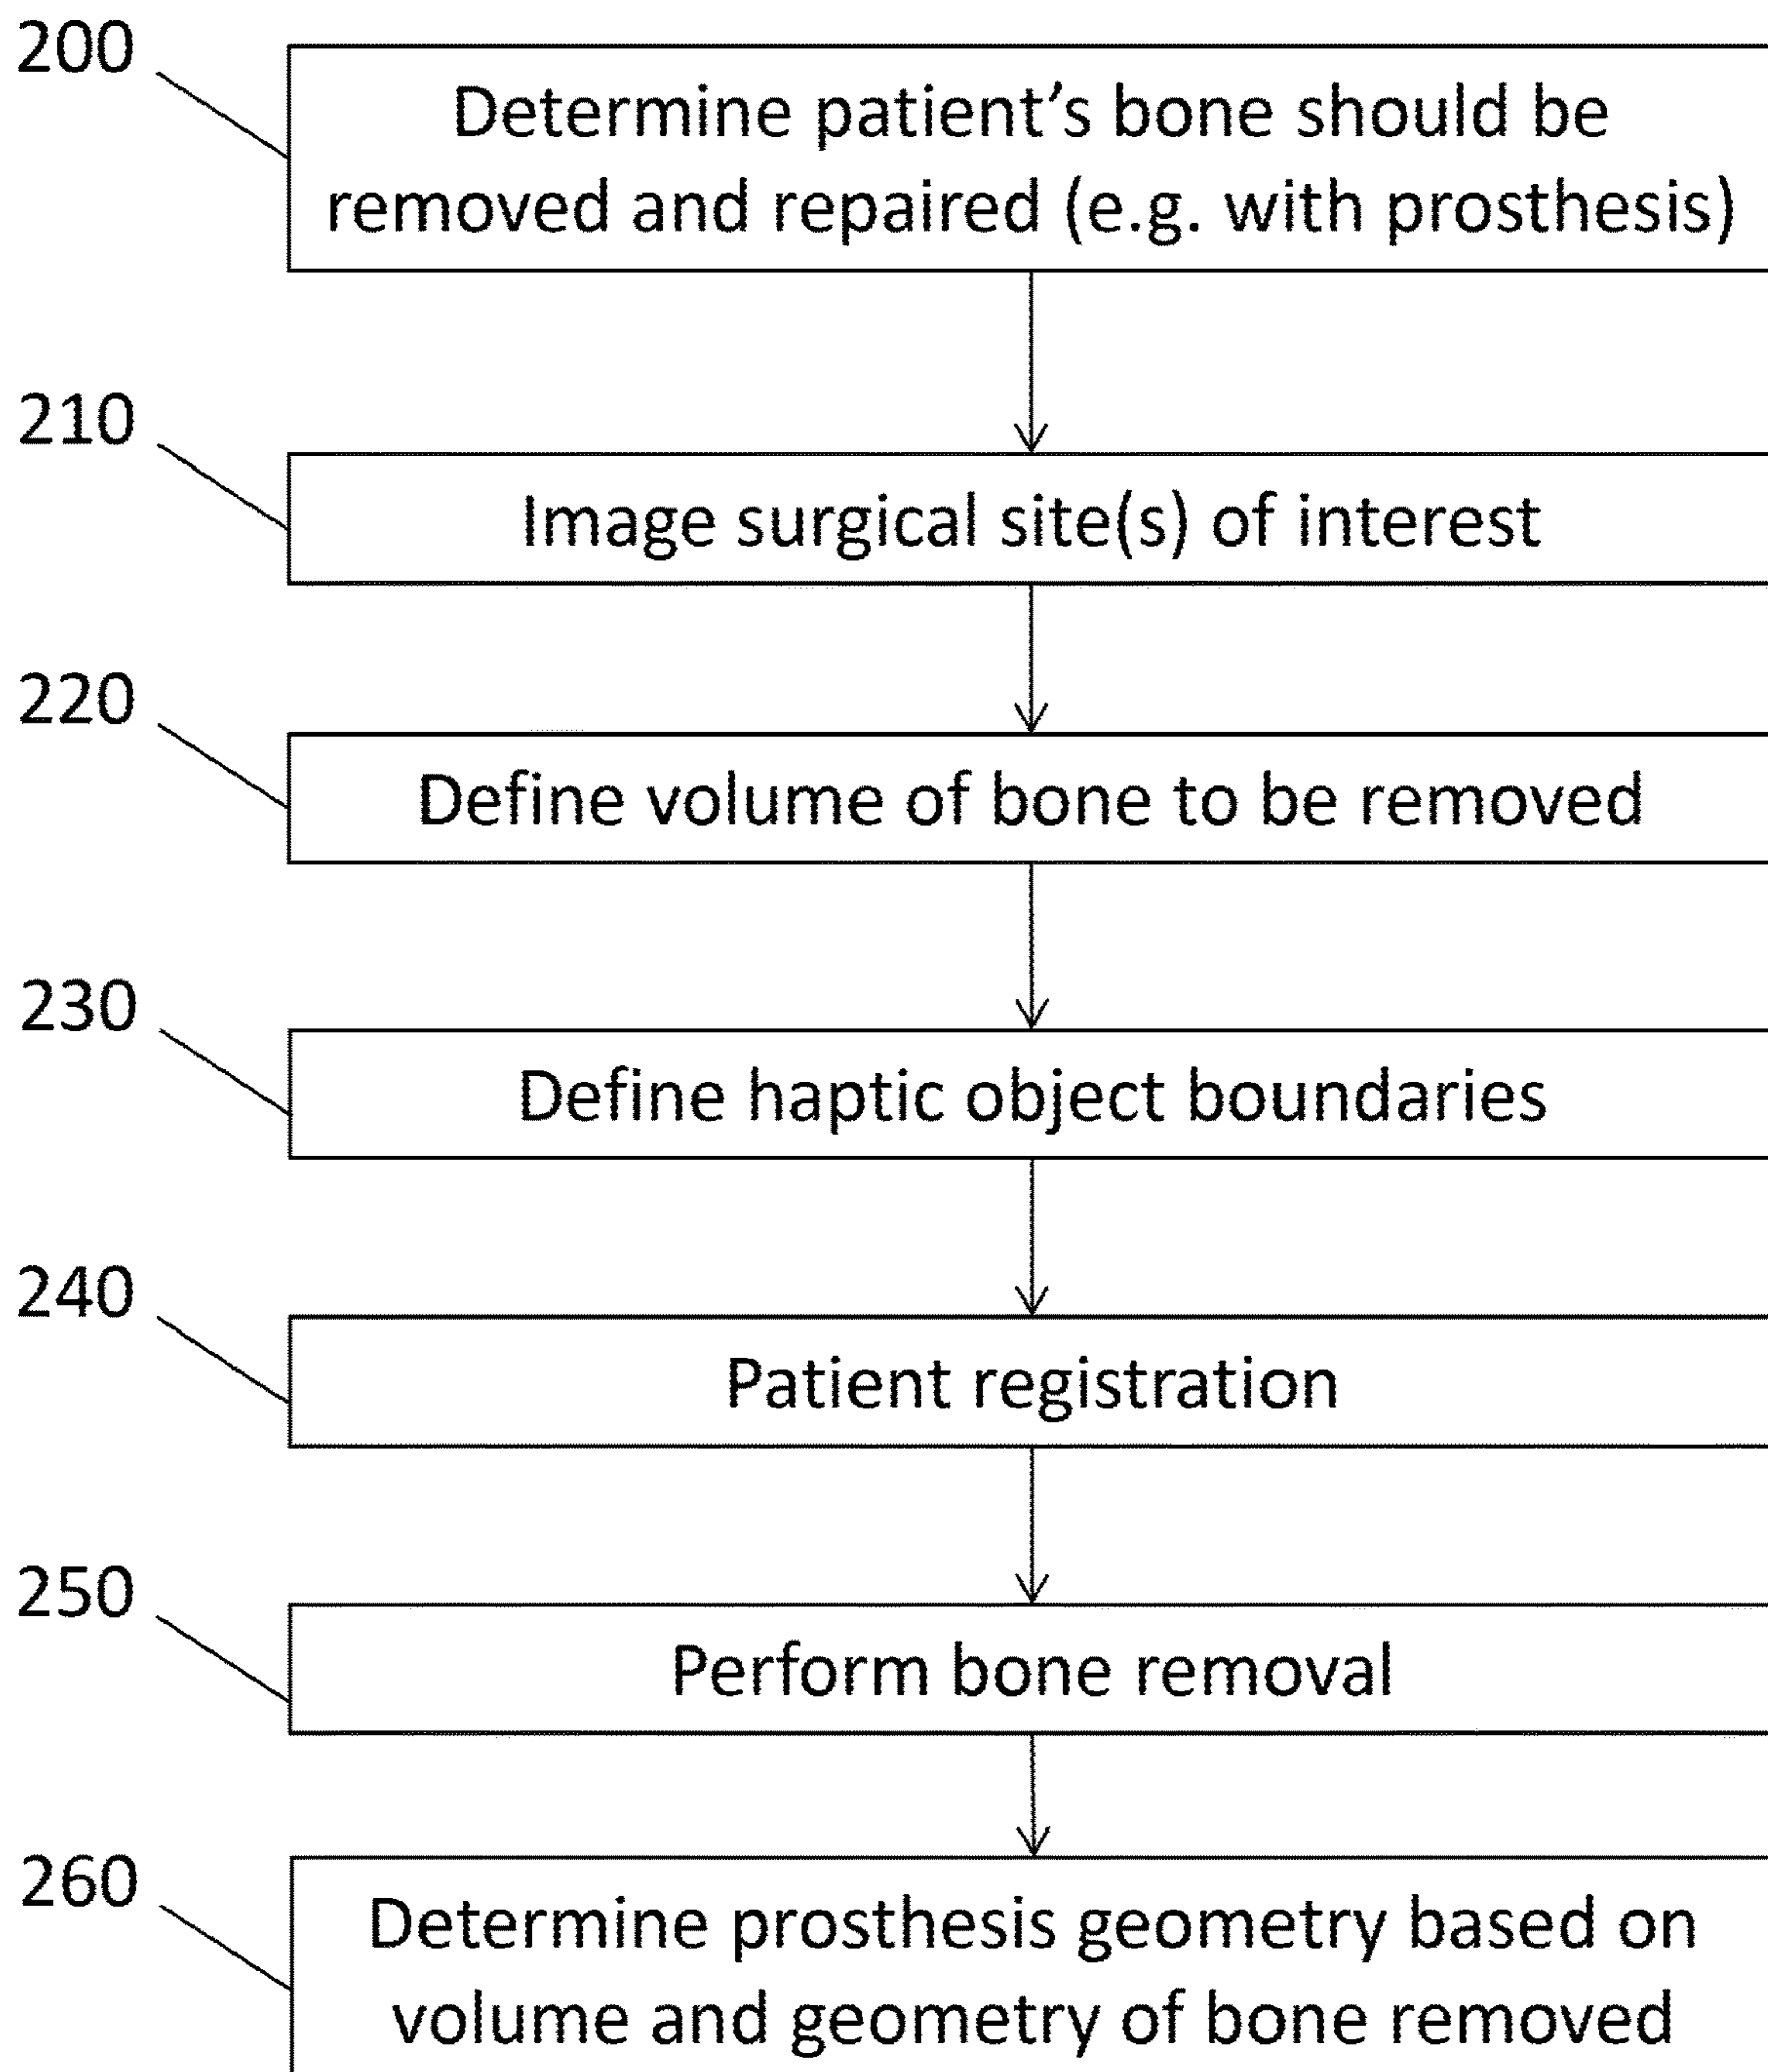 200
Determine patient's bone should be
removed and repaired (e.g. with prosthesis)
210
Image surgical site(s) of interest
220
Define volume of bone to be removed
230
Define haptic object boundaries
240
Patient registration
250
Perform bone removal
260
Determine prosthesis geometry based on
volume and geometry of bone removed